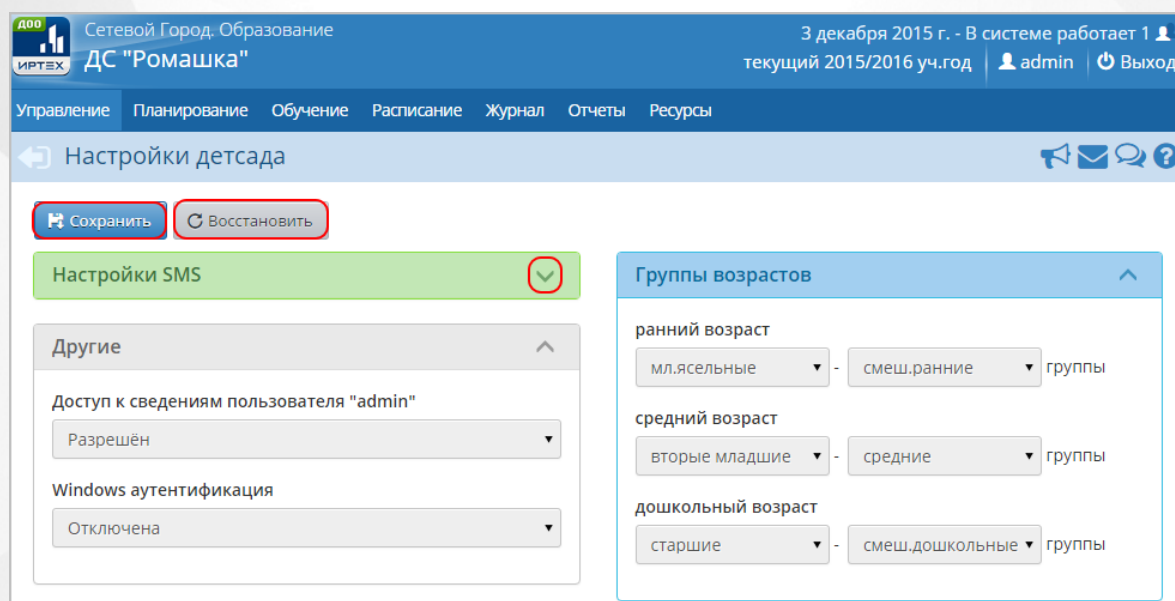 ДОО
ИРТЕХ
Сетевой Город. Образование
ДС "Ромашка"
3 декабря 2015 г. - В системе работает 1
текущий 2015/2016 уч.год
admin
Выход
Управление Планирование Обучение Расписание Журнал Отчеты Ресурсы
Настройки детсада
?
Сохранить Восстановить
Настройки SMS
Другие
Доступ к сведениям пользователя "admin"
Разрешён
Windows аутентификация
Отключена
Группы возрастов
ранний возраст
мл.ясельные - смеш.ранние группы
средний возраст
вторые младшие - средние группы
дошкольный возраст
старшие - смеш.дошкольные группы